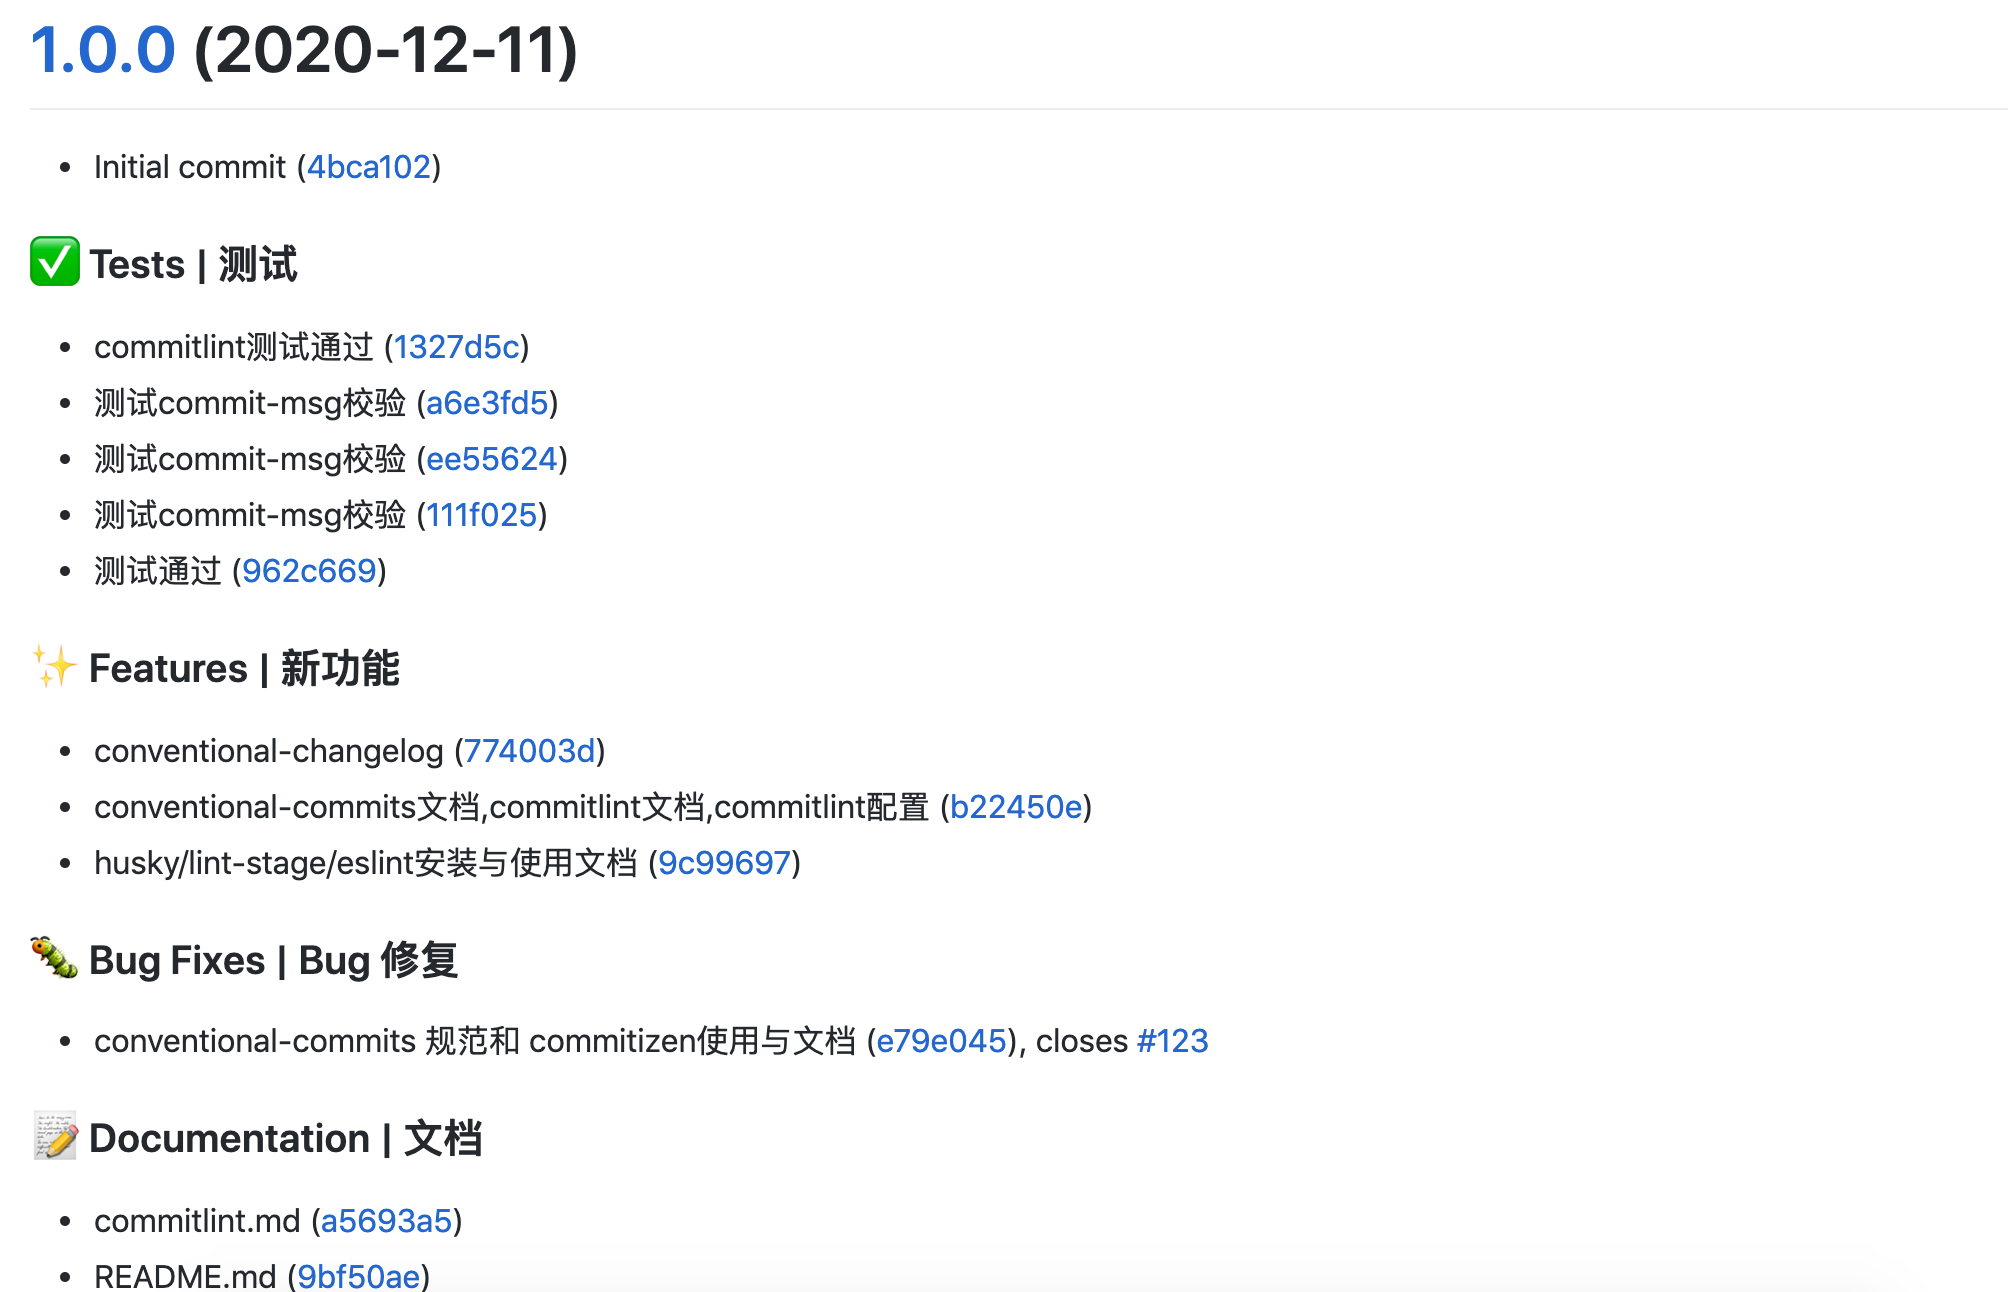 1.0.0 (2020-12-11)
Initial commit (4bca102)
✅ Tests | 测试
commitlint测试通过 (1327d5c)
测试commit-msg校验 (a6e3fd5)
测试commit-msg校验 (ee55624)
测试commit-msg校验 (111f025)
测试通过 (962c669)
✨ Features | 新功能
conventional-changelog (774003d)
conventional-commits文档,commitlint文档,commitlint配置 (b22450e)
husky/lint-stage/eslint安装与使用文档 (9c99697)
🐛 Bug Fixes | Bug 修复
conventional-commits 规范和 commitizen使用与文档 (e79e045), closes #123
📝 Documentation | 文档
commitlint.md (a5693a5)
README.md (9bf50ae)